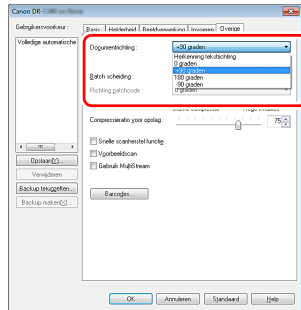 Canon DR-
Gebruikersvoorkeur :
Volledige automatische
Opslaan(Y)...
Verwijderen
Backup terugzetten...
Backup maken(X)...
Basis Helderheid Beeldverwerking Invoeren Overige
Documentrichting : +90 graden
Herkenning tekstrichting
0 graden
+90 graden
180 graden
-90 graden
Batch scheiding :
Richting patchcode : 0 graden
Compressieratio voor opslag : 75
Snelle scanherstel functie
Voorbeeldscan
Gebruik MultiStream
Barcodes...
OK Annuleren Standaard Help